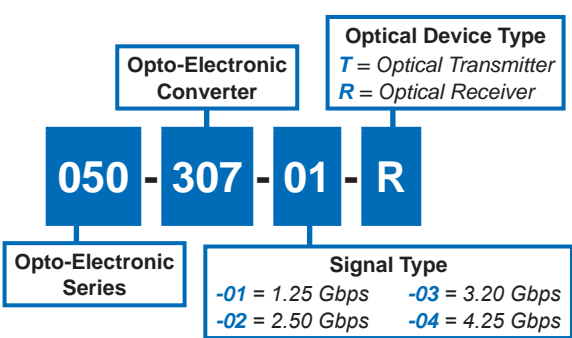 Optical Device Type
T = Optical Transmitter
R = Optical Receiver
Opto-Electronic
Converter
050 - 307 - 01 - R
Opto-Electronic
Series
Signal Type
-01 = 1.25 Gbps -03 = 3.20 Gbps
-02 = 2.50 Gbps -04 = 4.25 Gbps